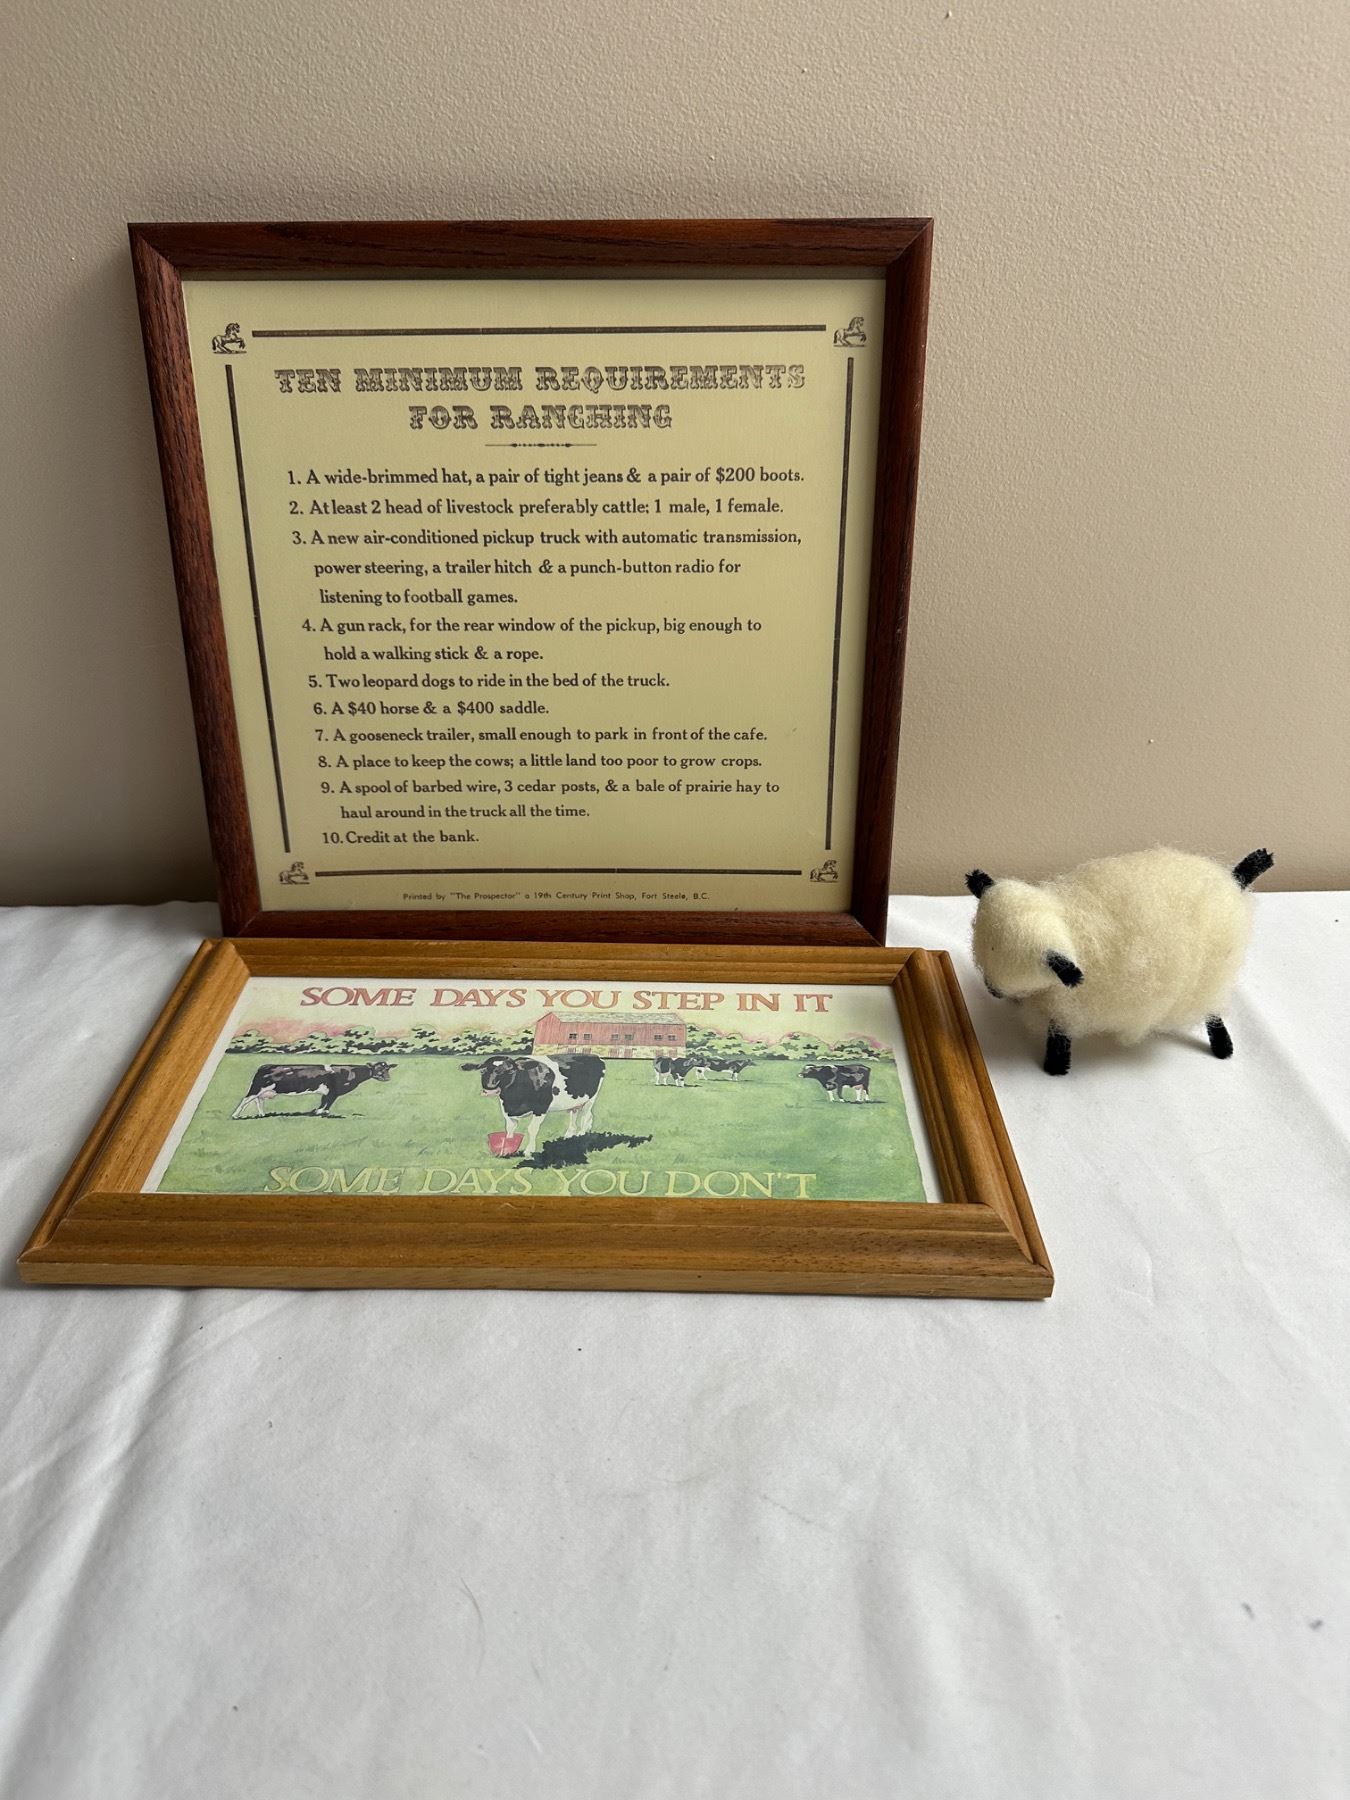 TEN MINIMUM REQUIREMENTS
FOR RANCHING
1. A wide-brimmed hat, a pair of tight jeans & a pair of $200 boots.
2. At least 2 head of livestock preferably cattle; 1 male, 1 female.
3. A new air-conditioned pickup truck with automatic transmission,
power steering, a trailer hitch & a punch-button radio for
listening to football games.
4. A gun rack, for the rear window of the pickup, big enough to
hold a walking stick & a rope.
5. Two leopard dogs to ride in the bed of the truck.
6. A $40 horse & a $400 saddle.
7. A gooseneck trailer, small enough to park in front of the cafe.
8. A place to keep the cows; a little land too poor to grow crops.
9. A spool of barbed wire, 3 cedar posts, & a bale of prairie hay to
haul around in the truck all the time.
10. Credit at the bank.
Printed by "The Prospector" a 19th Century Print Shop, Fort Steele, B.C.
SOME DAYS YOU STEP IN IT
SOME DAYS YOU DON'T